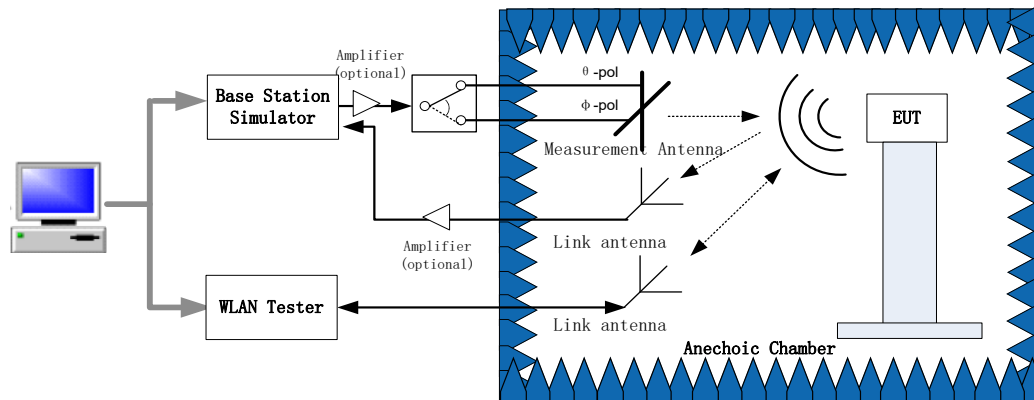 Amplifier
(optional)
Base Station
Simulator
θ-pol
ϕ-pol
EUT
Measurement Antenna
Amplifier
(optional)
Link antenna
WLAN Tester
Link antenna
Anechoic Chamber